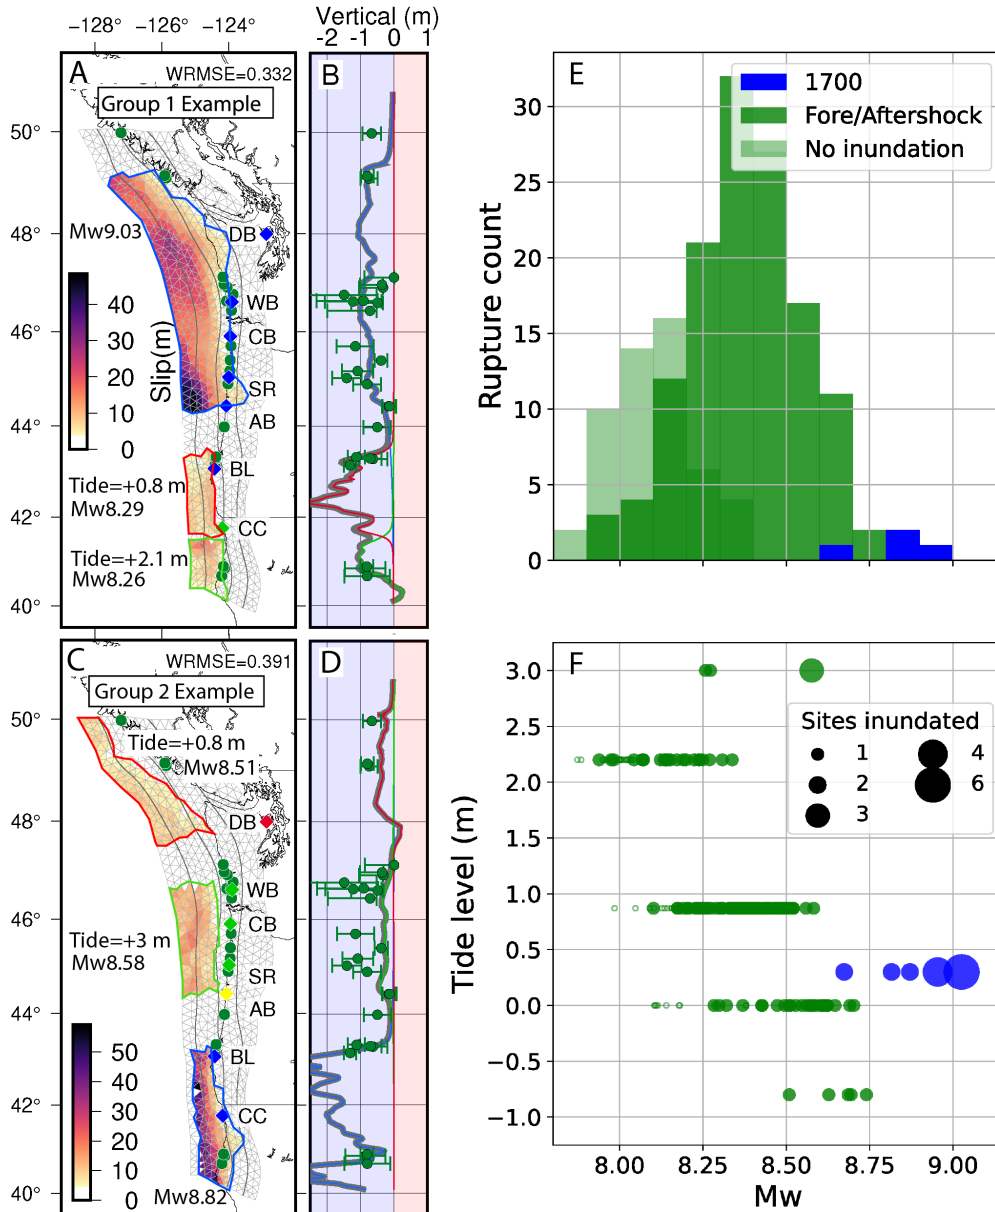 −128° −126° −124°
Vertical (m)
-2 -1 0 1
A
WRMSE=0.332
Group 1 Example
50°
48°
46°
44°
42°
40°
Mw9.03
Slip(m)
40
30
20
10
0
DB
WB
CB
SR
AB
BL
CC
Tide=+0.8 m
Mw8.29
Tide=+2.1 m
Mw8.26
B
C
WRMSE=0.391
Group 2 Example
50°
48°
46°
44°
42°
40°
Tide=+0.8 m
Mw8.51
DB
WB
CB
SR
AB
BL
CC
Tide=+3 m
Mw8.58
50
40
30
20
10
0
Mw8.82
D
E
1700
Fore/Aftershock
No inundation
Rupture count
30
25
20
15
10
5
0
F
Sites inundated
1
2
3
4
6
Tide level (m)
3.0
2.5
2.0
1.5
1.0
0.5
0.0
−0.5
−1.0
8.00 8.25 8.50 8.75 9.00
Mw